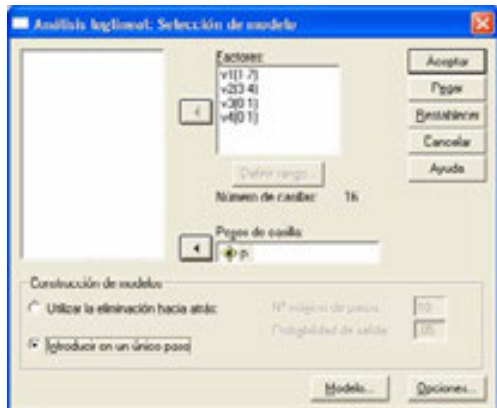 Análisis loglineal: Selección de modelo
Factores:
v1(1 ?)
v2(3 4)
v3(0 1)
v4(0 1)
Aceptar
Pegar
Restablecer
Cancelar
Ayuda
Definir rango...
Número de casillas: 16
Pesos de casilla:
p
Construcción de modelos
Utilizar la eliminación hacia atrás:
Nº máximo de pasos: 10
Probabilidad de salida: .05
Introducir en un único paso
Modelo...
Opciones...